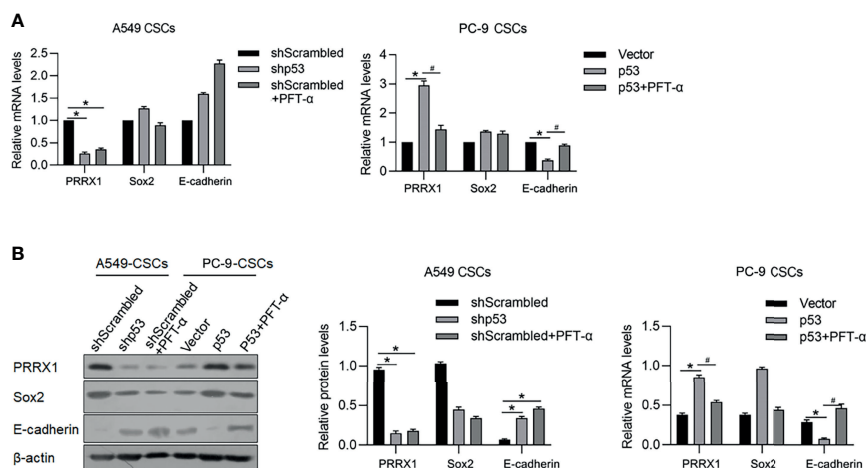 A
A549 CSCs
Relative mRNA levels
2.5
2.0
1.5
1.0
0.5
0.0
*
*
PRRX1
Sox2
E-cadherin
shScrambled
shp53
shScrambled
+PFT-α
PC-9 CSCs
Relative mRNA levels
4
3
2
1
0
* #
* #
PRRX1
Sox2
E-cadherin
Vector
p53
p53+PFT-α
B
A549-CSCs
PC-9-CSCs
shScrambled
shp53
shScrambled
+PFT-α
Vector
p53
P53+PFT-α
PRRX1
Sox2
E-cadherin
β-actin
A549 CSCs
shScrambled
shp53
shScrambled+PFT-α
Relative protein levels
1.5
1.0
0.5
0.0
*
*
*
*
PRRX1
Sox2
E-cadherin
PC-9 CSCs
Vector
p53
p53+PFT-α
Relative mRNA levels
1.5
1.0
0.5
0.0
* #
* #
PRRX1
Sox2
E-cadherin